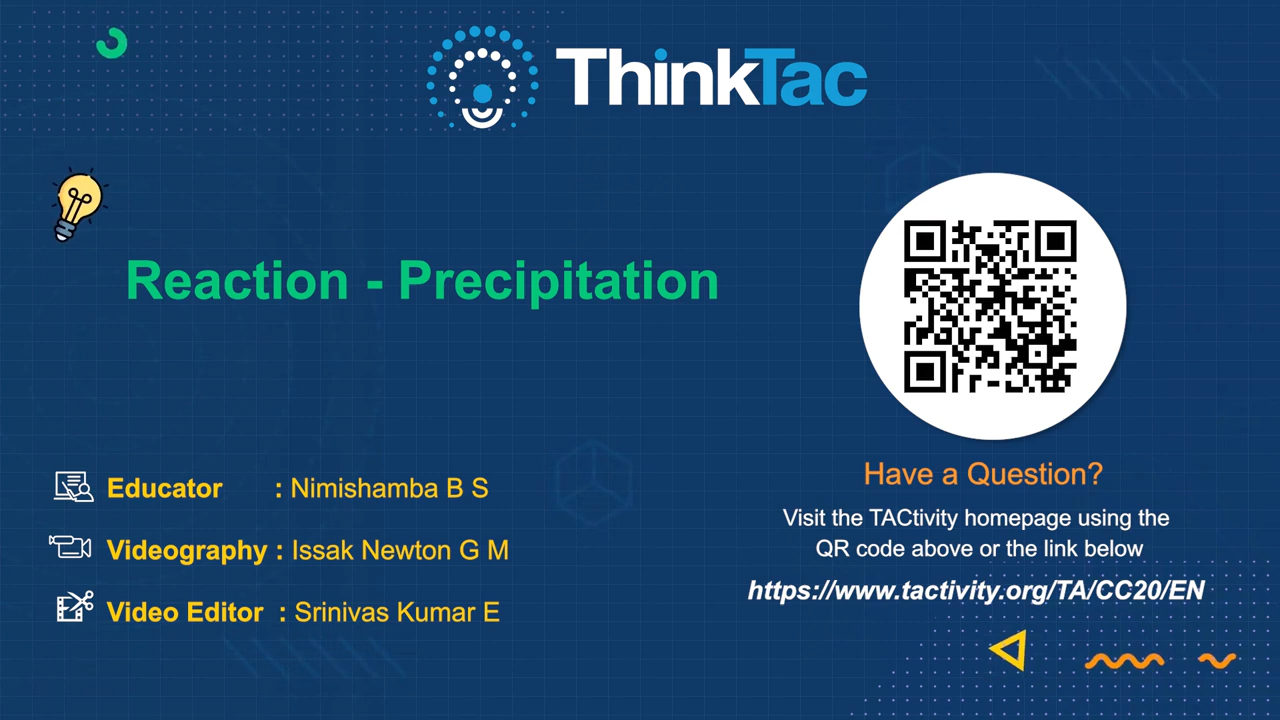 ThinkTac
Reaction - Precipitation
Educator : Nimishamba B S
Videography : Issak Newton G M
Video Editor : Srinivas Kumar E
Have a Question?
Visit the TACtivity homepage using the
QR code above or the link below
https://www.tactivity.org/TA/CC20/EN